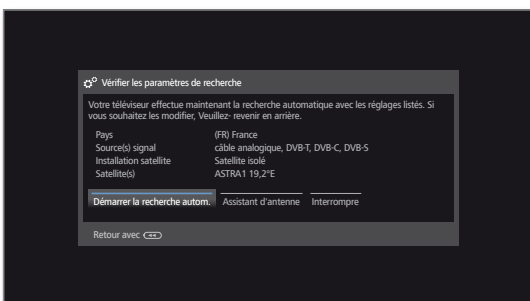 Vérifier les paramètres de recherche
Votre téléviseur effectue maintenant la recherche automatique avec les réglages listés. Si
vous souhaitez les modifier, Veuillez- revenir en arrière.
Pays (FR) France
Source(s) signal câble analogique, DVB-T, DVB-C, DVB-S
Installation satellite Satellite isolé
Satellite(s) ASTRA1 19,2°E
Démarrer la recherche autom. Assistant d'antenne Interrompre
Retour avec